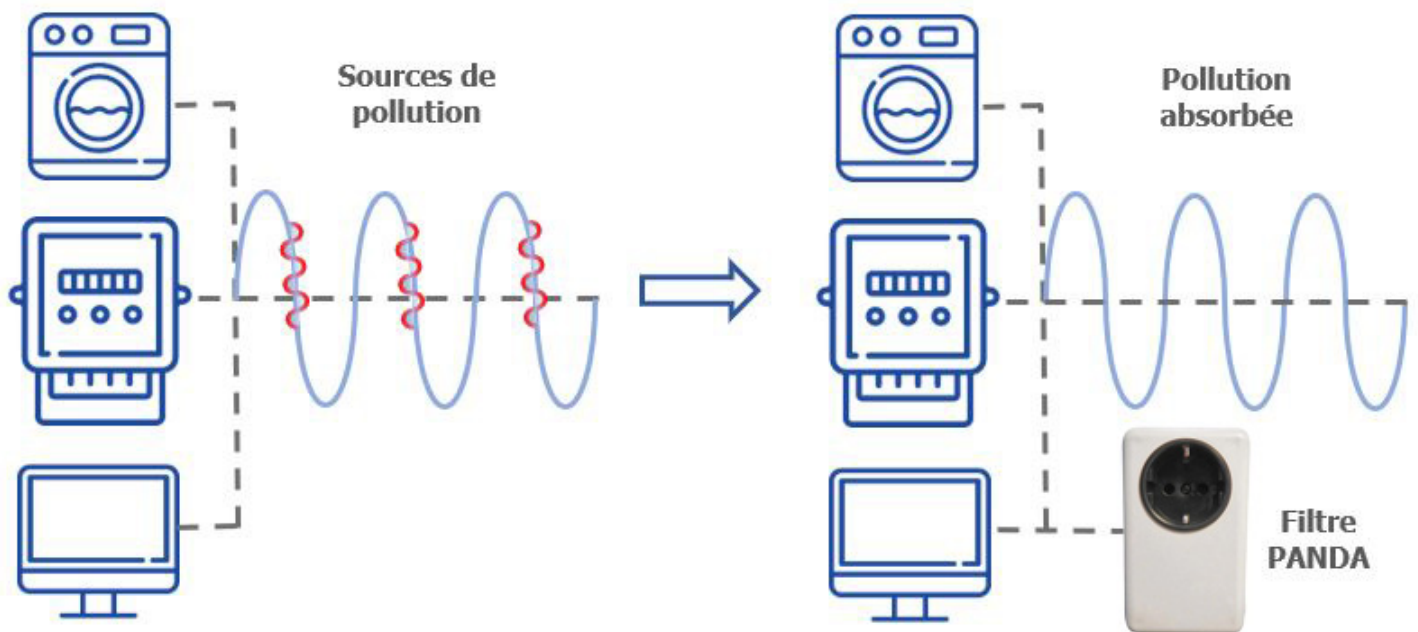 Sources de
pollution
Pollution
absorbée
Filtre
PANDA